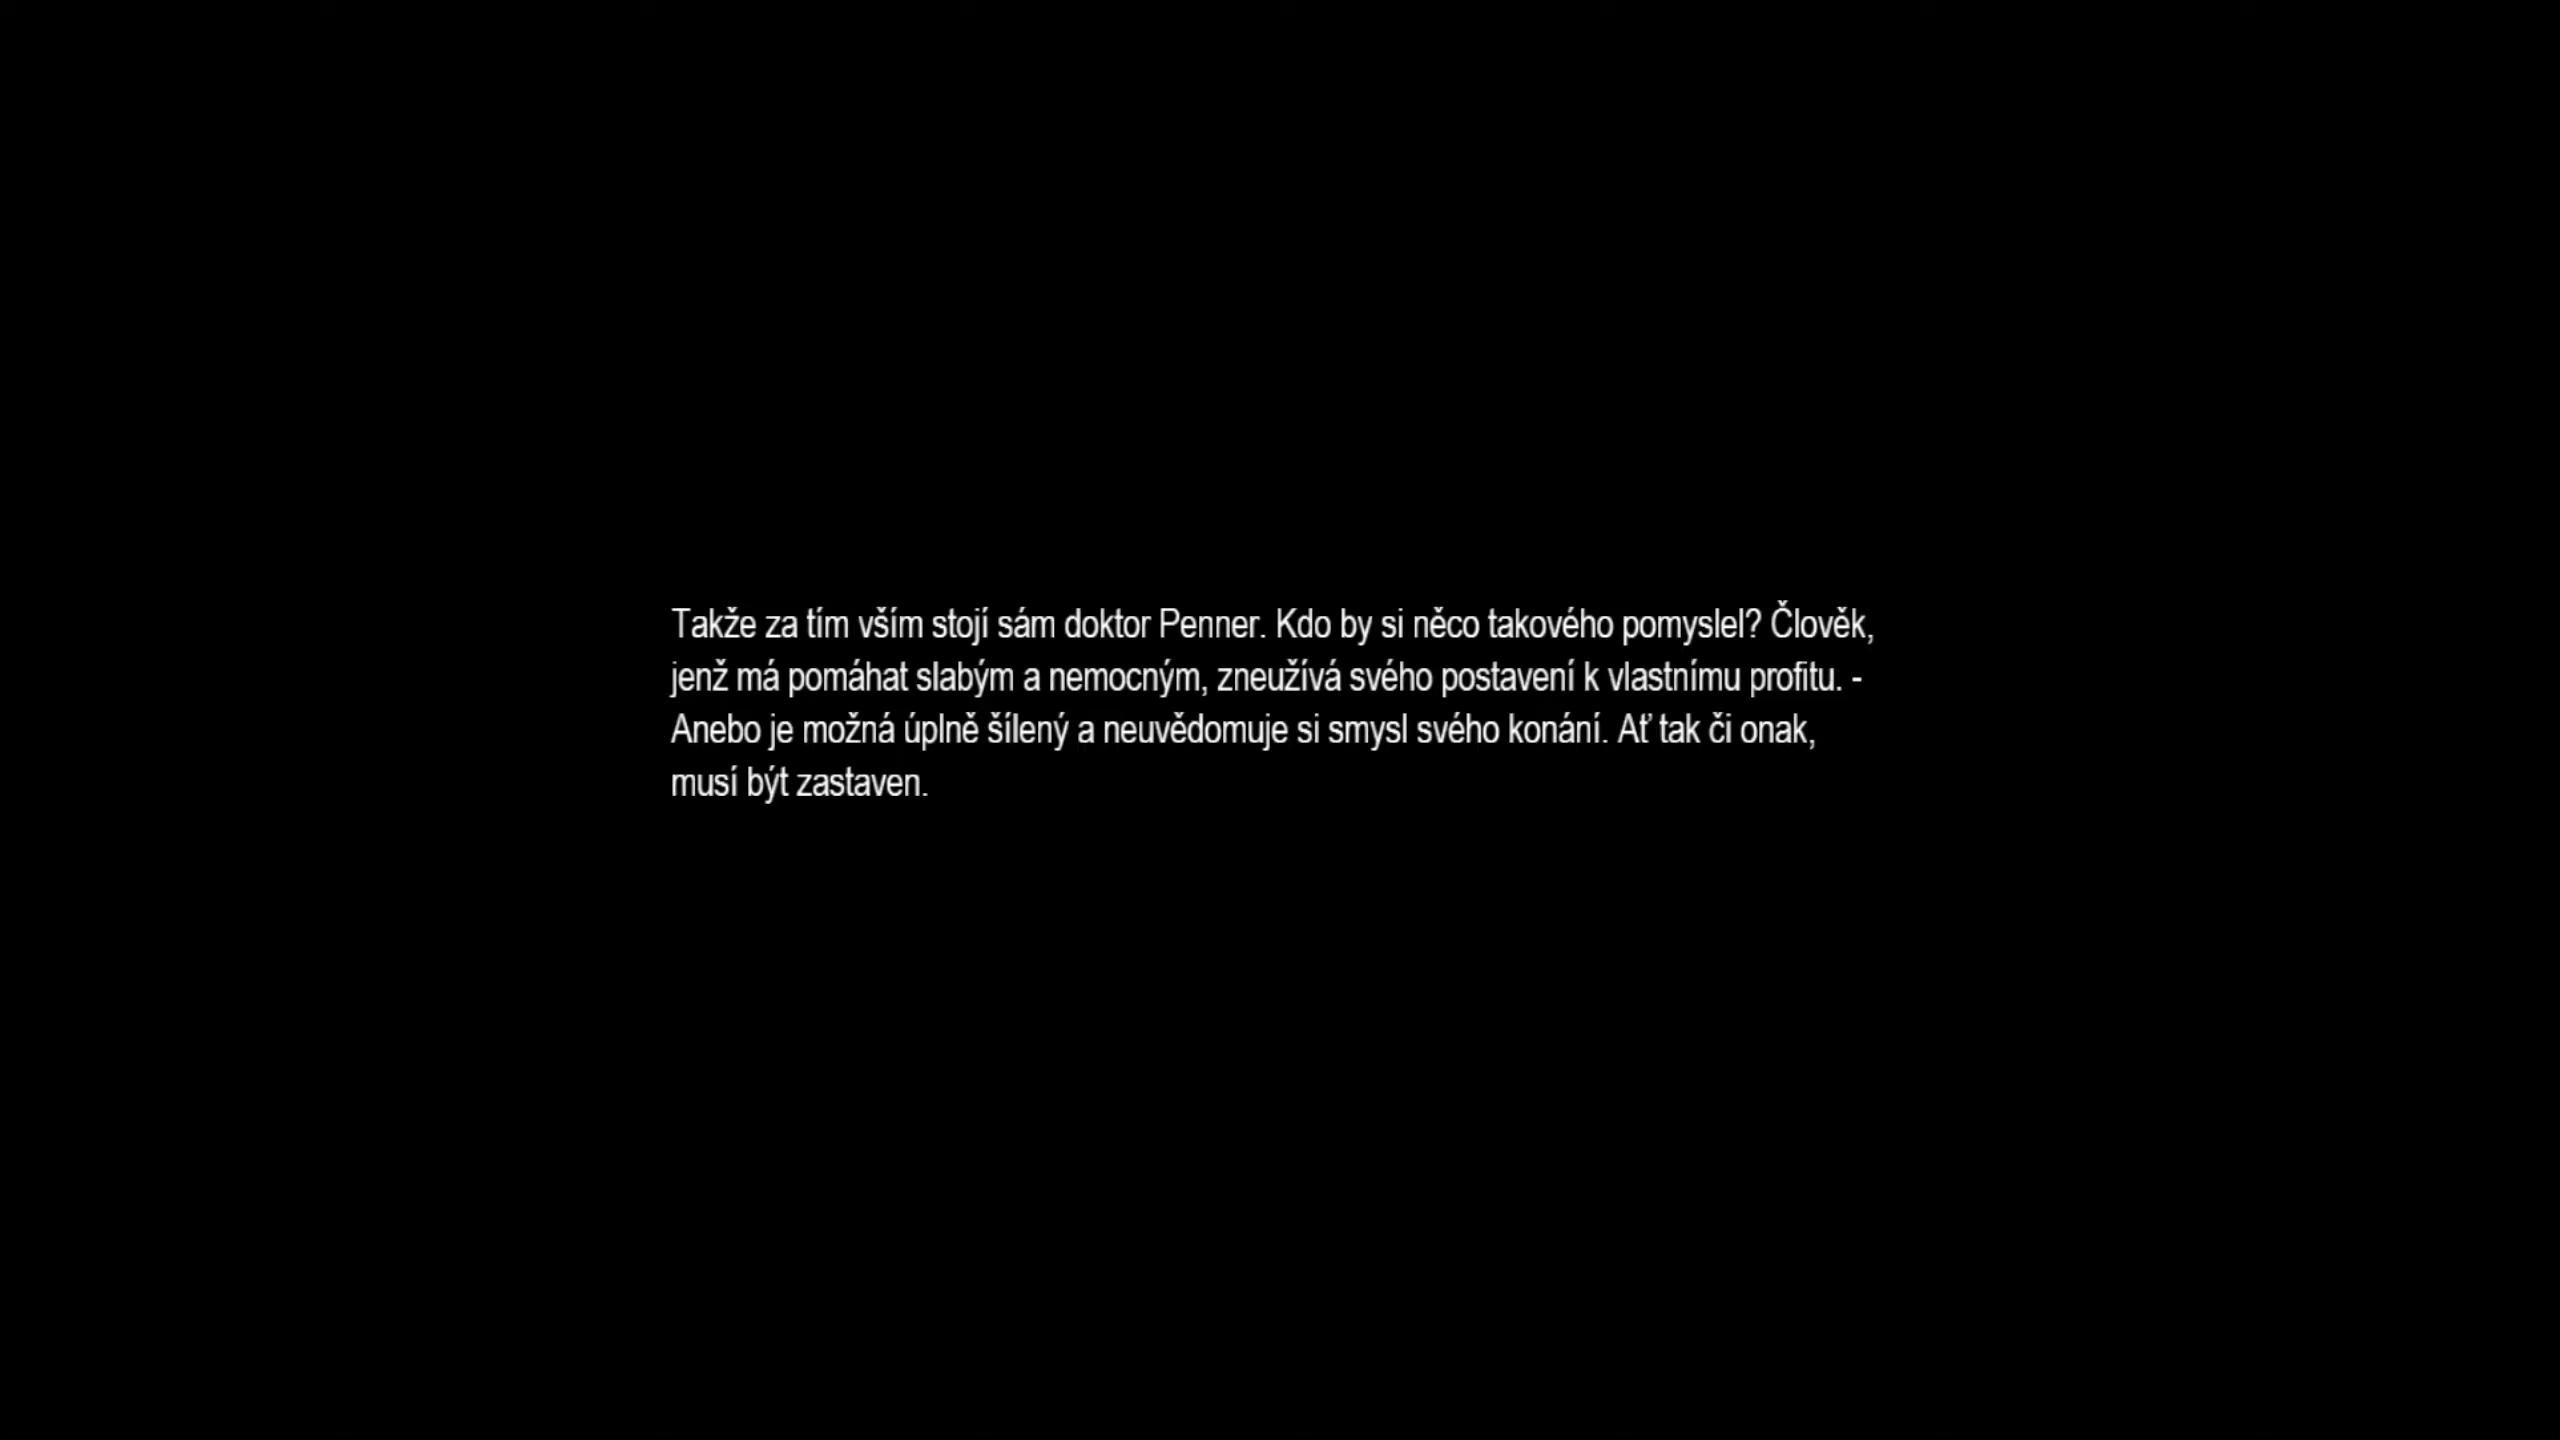 Takže za tím vším stojí sám doktor Penner. Kdo by si něco takového pomyslel? Člověk,
jenž má pomáhat slabým a nemocným, zneužívá svého postavení k vlastnímu profitu. -
Anebo je možná úplně šílený a neuvědomuje si smysl svého konání. Ať tak či onak,
musí být zastaven.